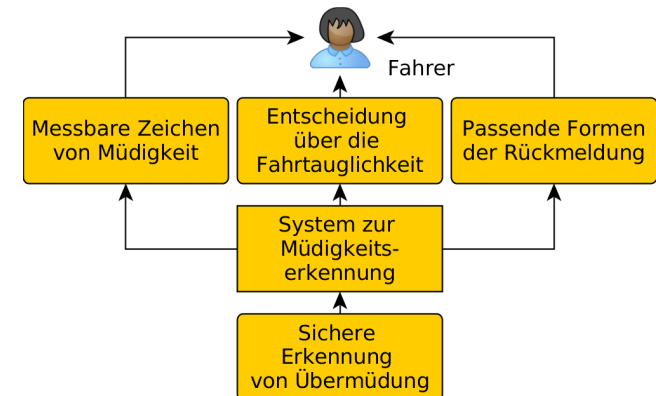 Fahrer
Messbare Zeichen
von Müdigkeit
Entscheidung
über die
Fahrtauglichkeit
Passende Formen
der Rückmeldung
System zur
Müdigkeits-
erkennung
Sichere
Erkennung
von Übermüdung